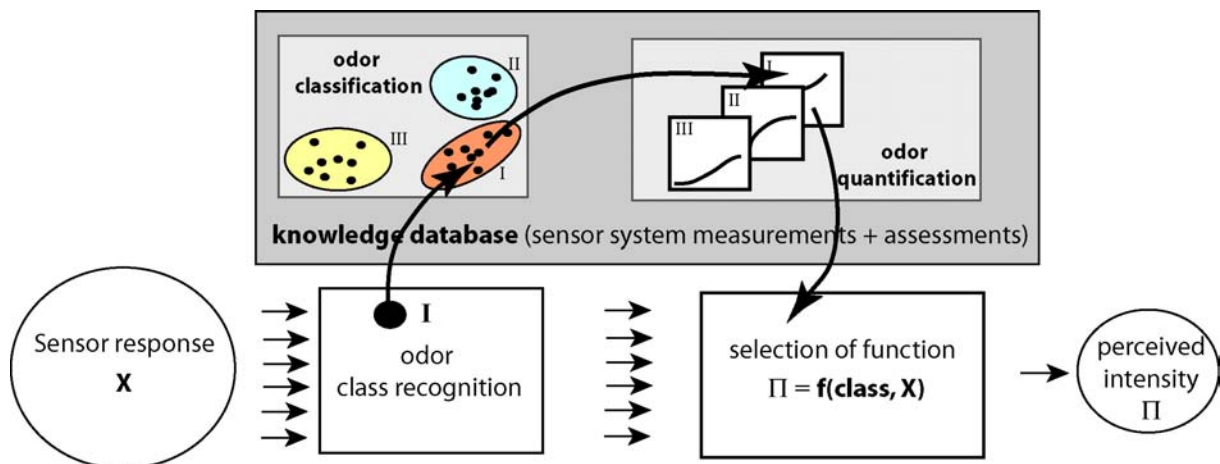 odor
classification
II
III
I
I
II
III
odor
quantification
knowledge database (sensor system measurements + assessments)
Sensor response
X
I
odor
class recognition
selection of function
Π = f(class, X)
perceived
intensity
Π